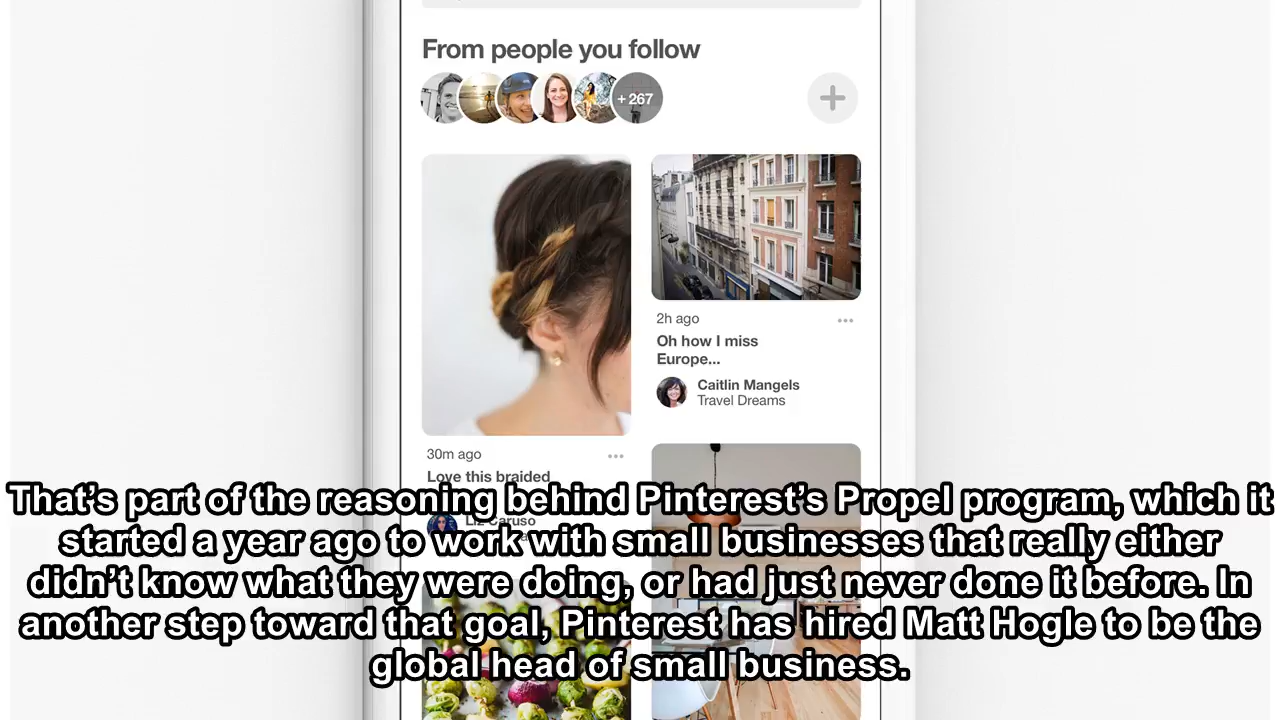 From people you follow
+267
2h ago
Oh how I miss
Europe...
Caitlin Mangels
Travel Dreams
30m ago
Love this braided
Liz Caruso
That’s part of the reasoning behind Pinterest’s Propel program, which it
started a year ago to work with small businesses that really either
didn’t know what they were doing, or had just never done it before. In
another step toward that goal, Pinterest has hired Matt Hogle to be the
global head of small business.